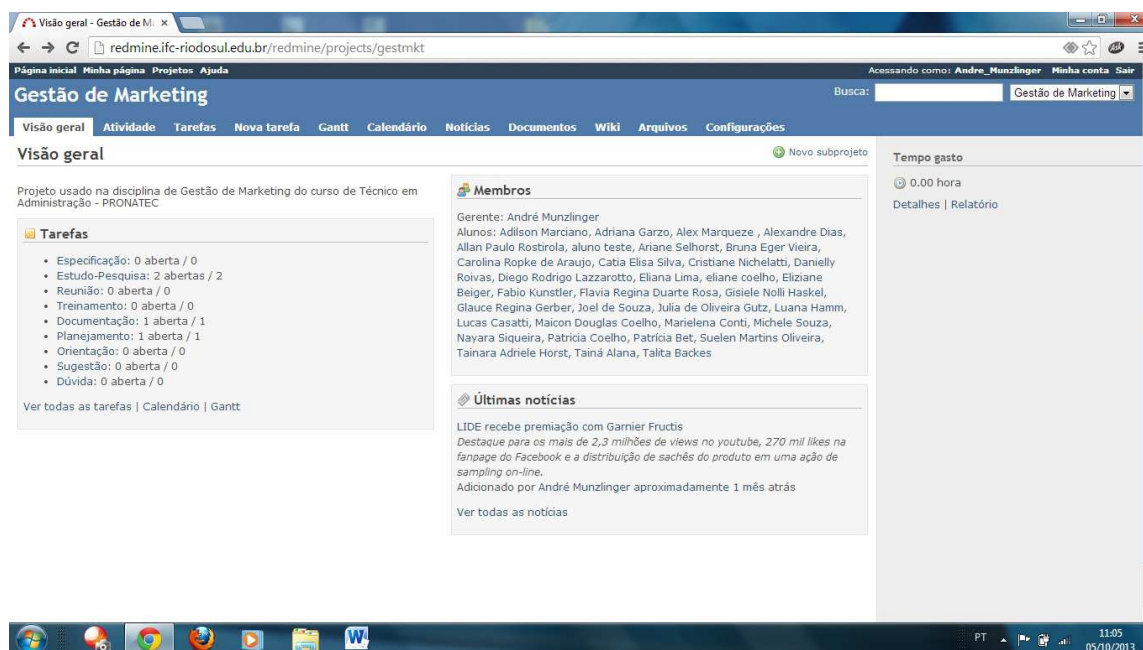 Visão geral - Gestão de M
redmine.ifc-riodosul.edu.br/redmine/projects/gestmkt
Ask
Página inicial Minha página Projetos Ajuda
Acessando como: Andre_Munzlinger Minha conta Sair
Gestão de Marketing
Busca:
Gestão de Marketing
Visão geral Atividade Tarefas Nova tarefa Gantt Calendário Notícias Documentos Wiki Arquivos Configurações
Visão geral
Novo subprojeto
Projeto usado na disciplina de Gestão de Marketing do curso de Técnico em
Administração - PRONATEC
Tarefas
• Especificação: 0 aberta / 0
• Estudo-Pesquisa: 2 abertas / 2
• Reunião: 0 aberta / 0
• Treinamento: 0 aberta / 0
• Documentação: 1 aberta / 1
• Planejamento: 1 aberta / 1
• Orientação: 0 aberta / 0
• Sugestão: 0 aberta / 0
• Dúvida: 0 aberta / 0
Ver todas as tarefas | Calendário | Gantt
Membros
Gerente: André Munzlinger
Alunos: Adilson Marciano, Adriana Garzo, Alex Marqueze , Alexandre Dias,
Allan Paulo Rostirola, aluno teste, Ariane Selhorst, Bruna Eger Vieira,
Carolina Ropke de Araujo, Catia Elisa Silva, Cristiane Nichelatti, Danielly
Roivas, Diego Rodrigo Lazzarotto, Eliana Lima, eliane coelho, Eliziane
Beiger, Fabio Kunstler, Flavia Regina Duarte Rosa, Gisiele Nolli Haskel,
Glauce Regina Gerber, Joel de Souza, Julia de Oliveira Gutz, Luana Hamm,
Lucas Casatti, Maicon Douglas Coelho, Marielena Conti, Michele Souza,
Nayara Siqueira, Patricia Coelho, Patrícia Bet, Suelen Martins Oliveira,
Tainara Adriele Horst, Tainá Alana, Talita Backes
Últimas notícias
LIDE recebe premiação com Garnier Fructis
Destaque para os mais de 2,3 milhões de views no youtube, 270 mil likes na
fanpage do Facebook e a distribuição de sachês do produto em uma ação de
sampling on-line.
Adicionado por André Munzlinger aproximadamente 1 mês atrás
Ver todas as notícias
Tempo gasto
0.00 hora
Detalhes | Relatório
PT
11:05
05/10/2013